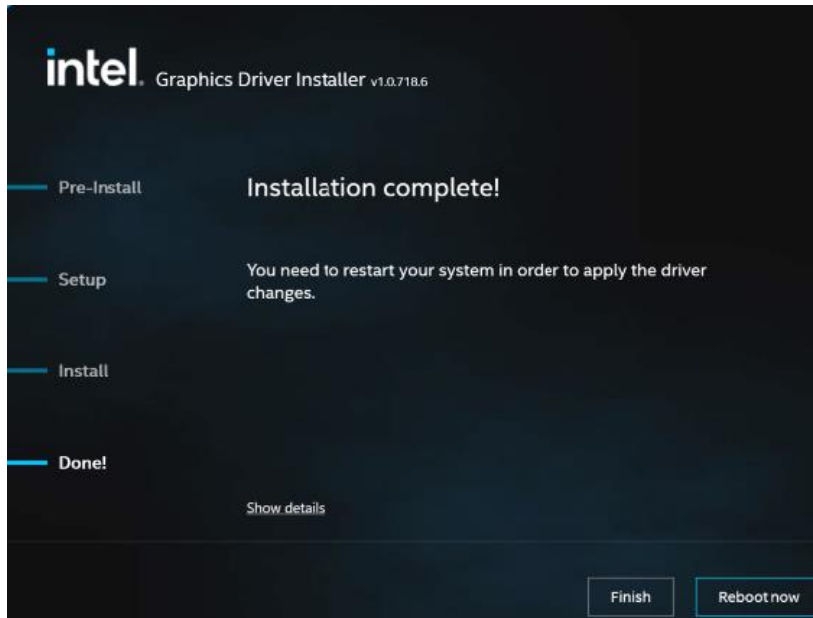 intel. Graphics Driver Installer v1.0.718.6
Pre-Install
Installation complete!
Setup
You need to restart your system in order to apply the driver
changes.
Install
Done!
Show details
Finish
Reboot now